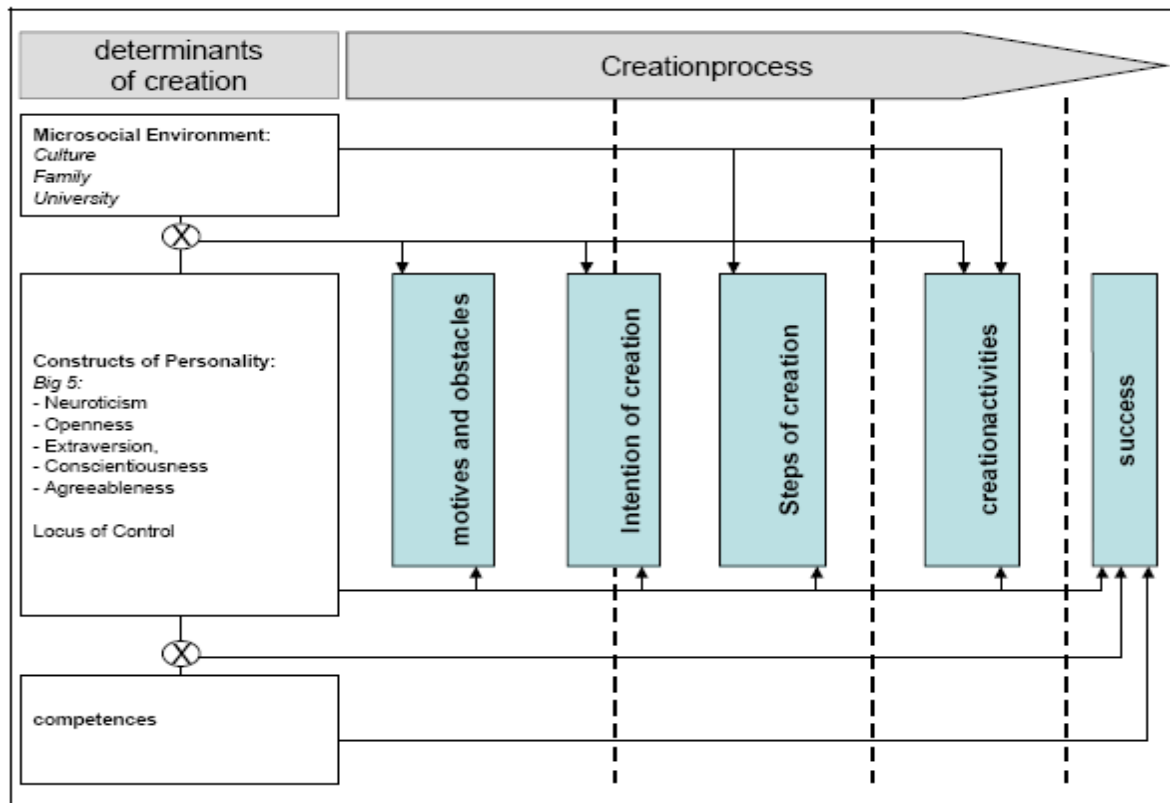 determinants
of creation
Creationprocess
Microsocial Environment:
Culture
Family
University
X
Constructs of Personality:
Big 5:
- Neuroticism
- Openness
- Extraversion,
- Conscientiousness
- Agreeableness
Locus of Control
motives and obstacles
Intention of creation
Steps of creation
creationactivities
success
X
competences